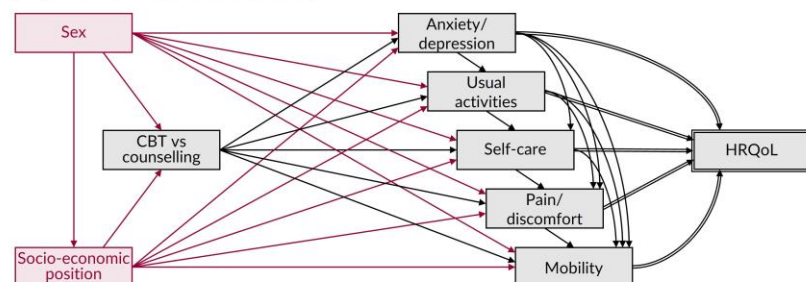 Sex
Anxiety/
depression
Usual
activities
CBT vs
counselling
Self-care
HRQoL
Pain/
discomfort
Socio-economic
position
Mobility